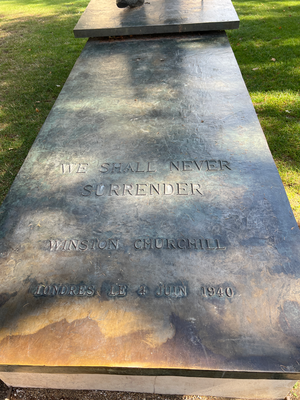 WE SHALL NEVER
SURRENDER
WINSTON CHURCHILL
LONDRES LE 4 JUIN 1940